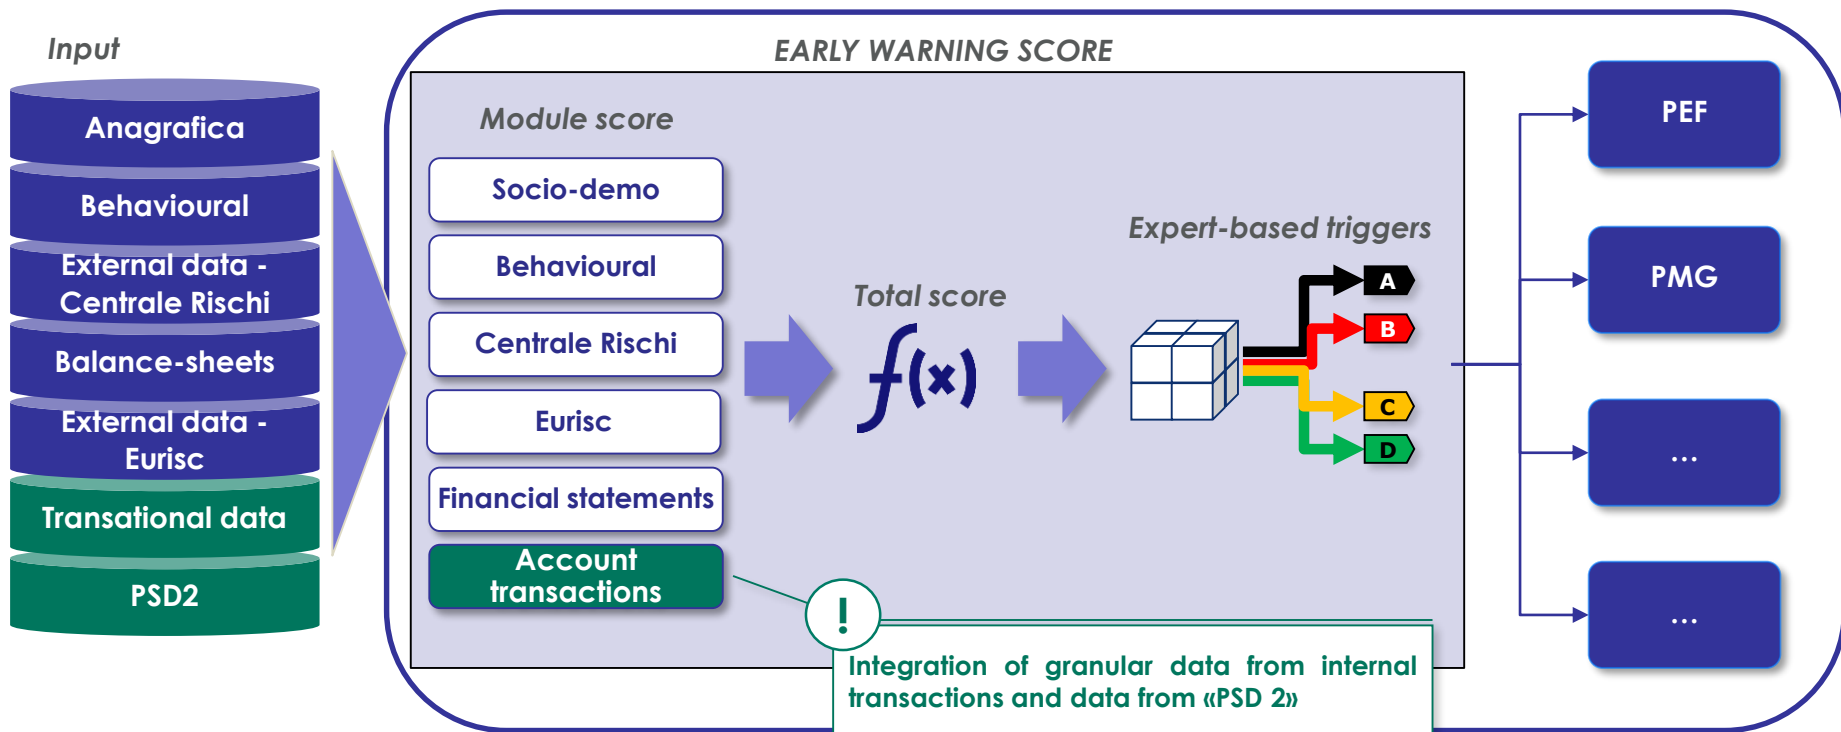 Input
Anagrafica
Behavioural
External data -
Centrale Rischi
Balance-sheets
External data -
Eurisc
Transational data
PSD2
EARLY WARNING SCORE
Module score
Socio-demo
Behavioural
Centrale Rischi
Eurisc
Financial statements
Account
transactions
Total score
f(x)
Expert-based triggers
A
B
C
D
!
Integration of granular data from internal
transactions and data from «PSD 2»
PEF
PMG
...
...